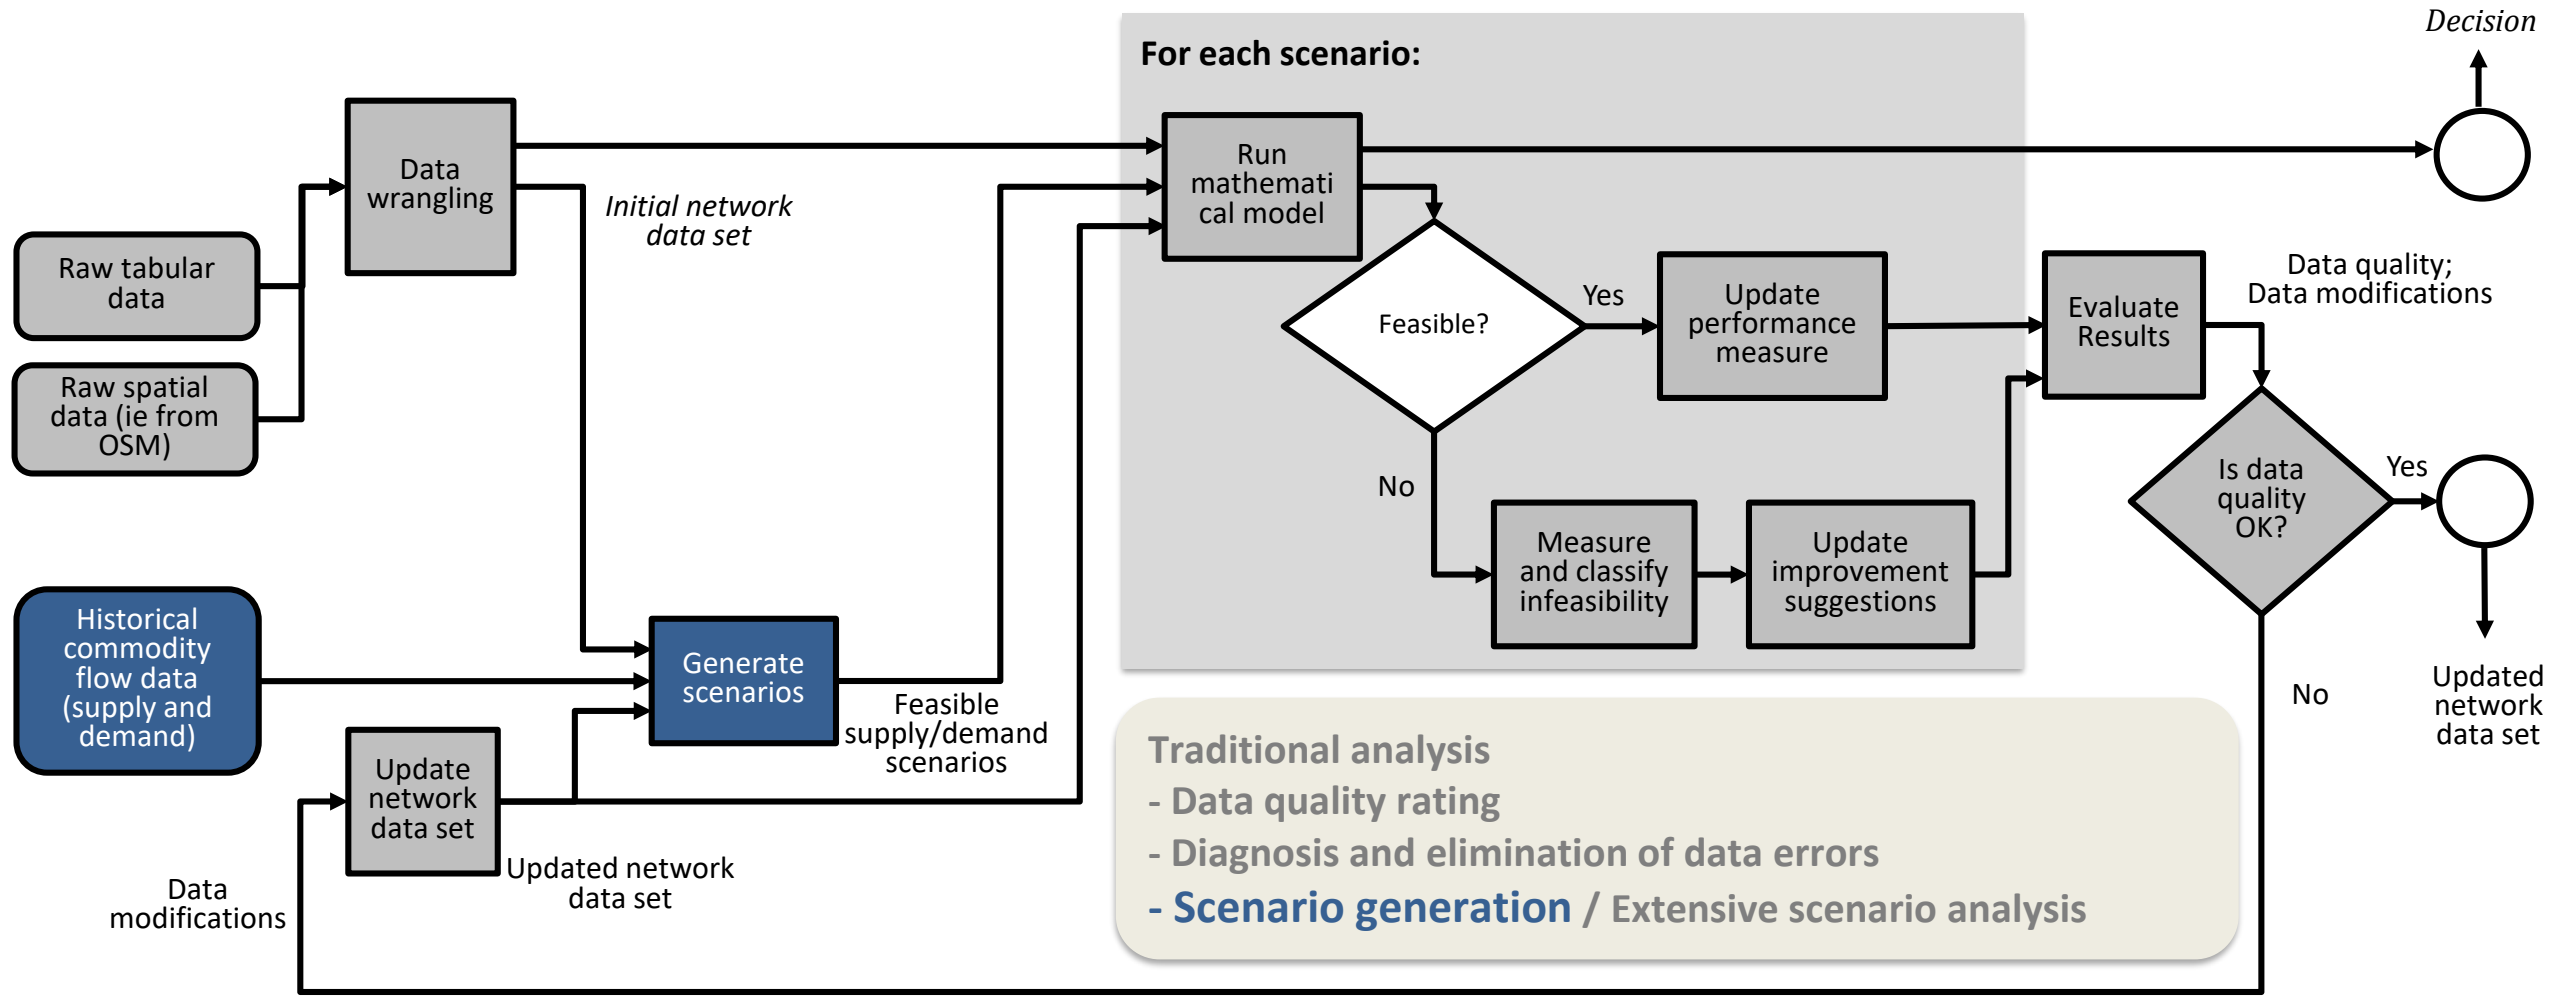 Decision
For each scenario:
Data
wrangling
Run
mathemati
cal model
Initial network
data set
Raw tabular
data
Data quality;
Data modifications
Yes
Update
performance
measure
Evaluate
Results
Feasible?
Raw spatial
data (ie from
OSM)
No
Is data
quality
OK?
Yes
Measure
and classify
infeasibility
Update
improvement
suggestions
Historical
commodity
flow data
(supply and
demand)
Generate
scenarios
Feasible
supply/demand
scenarios
No
Updated
network
data set
Update
network
data set
Updated network
data set
Data
modifications
Traditional analysis
- Data quality rating
- Diagnosis and elimination of data errors
- Scenario generation / Extensive scenario analysis